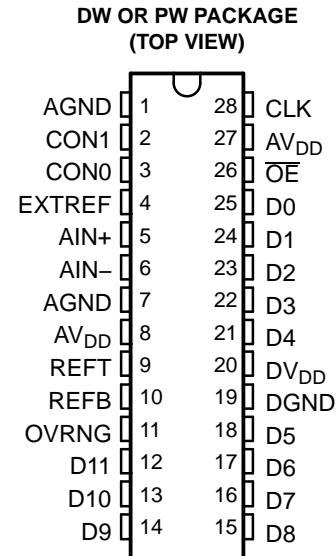 DW OR PW PACKAGE
(TOP VIEW)
AGND 1 28 CLK
CON1 2 27 AVDD
CON0 3 26 OE
EXTREF 4 25 D0
AIN+ 5 24 D1
AIN– 6 23 D2
AGND 7 22 D3
AVDD 8 21 D4
REFT 9 20 DVDD
REFB 10 19 DGND
OVRNG 11 18 D5
D11 12 17 D6
D10 13 16 D7
D9 14 15 D8